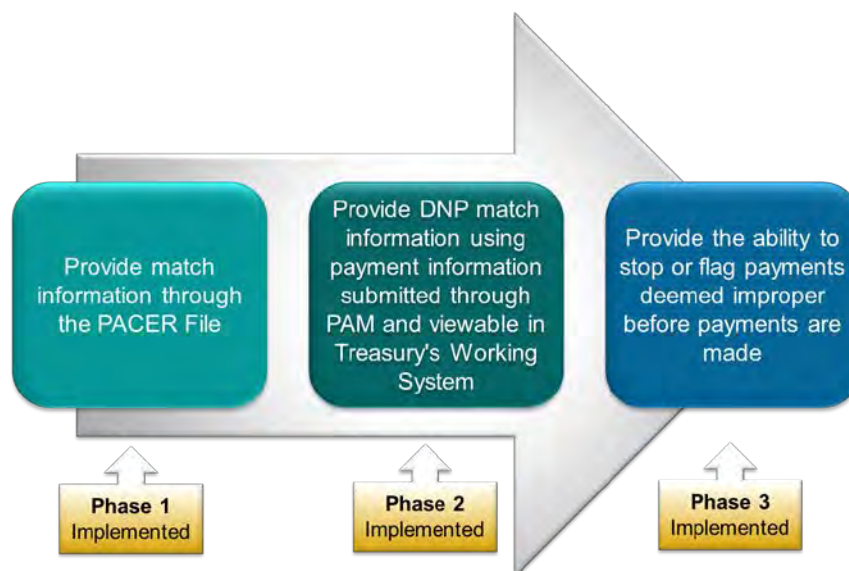 Provide match
information through
the PACER File
Provide DNP match
information using
payment information
submitted through
PAM and viewable in
Treasury's Working
System
Provide the ability to
stop or flag payments
deemed improper
before payments are
made
Phase 1
Implemented
Phase 2
Implemented
Phase 3
Implemented